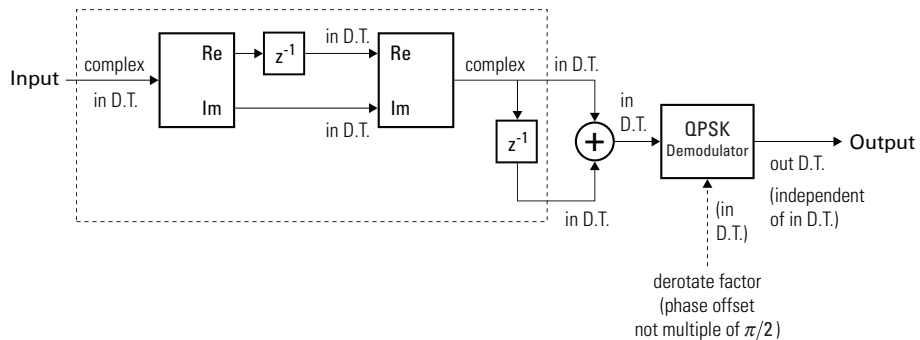 Input
complex
in D.T.
Re
Im
z-1
in D.T.
in D.T.
Re
Im
complex
z-1
in D.T.
in D.T.
+
in
D.T.
QPSK
Demodulator
out D.T.
(independent
of in D.T.)
Output
(in
D.T.)
derotate factor
(phase offset
not multiple of π/2)